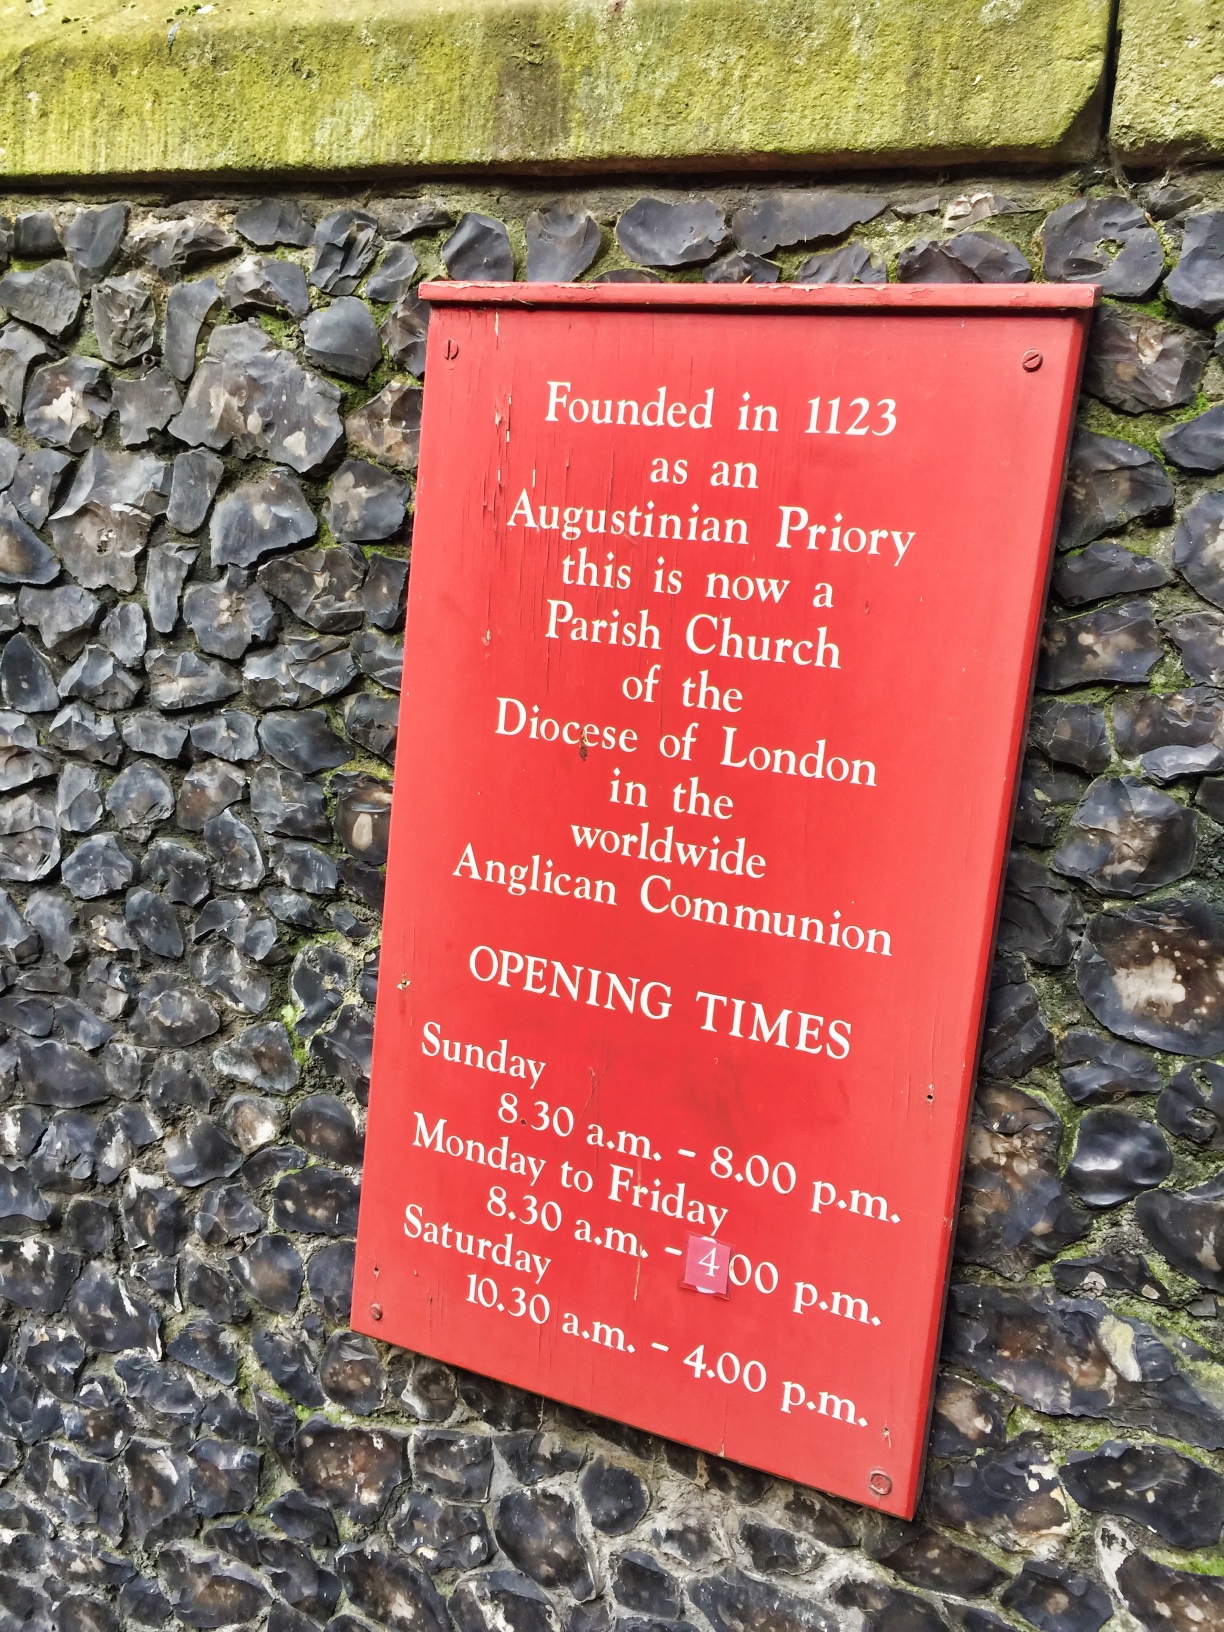 Founded in 1123
as an
Augustinian Priory
this is now a
Parish Church
of the
Diocese of London
in the
worldwide
Anglican Communion
OPENING TIMES
Sunday
8.30 a.m. - 8.00 p.m.
Monday to Friday
8.30 a.m. - 4.00 p.m.
Saturday
10.30 a.m. - 4.00 p.m.